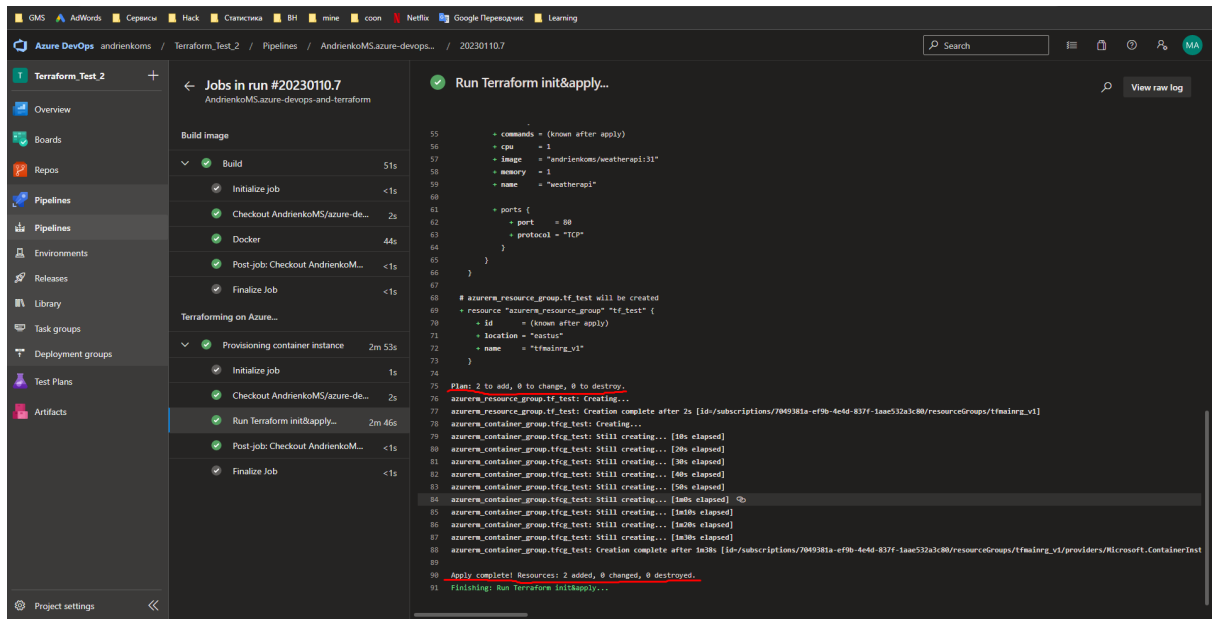 GMS AdWords Сервисы Hack Статистика BH mine coon Netflix Google Переводчик Learning
Azure DevOps andrienkoms / Terraform_Test_2 / Pipelines / AndrienkoMS.azure-devops... / 20230110.7
Search
MA
T Terraform_Test_2
Overview
Boards
Repos
Pipelines
Pipelines
Environments
Releases
Library
Task groups
Deployment groups
Test Plans
Artifacts
Project settings
Jobs in run #20230110.7
AndrienkoMS.azure-devops-and-terraform
Build image
Build 51s
Initialize job <1s
Checkout AndrienkoMS/azure-de... 2s
Docker 44s
Post-job: Checkout AndrienkoM... <1s
Finalize Job <1s
Terraforming on Azure...
Provisioning container instance 2m 53s
Initialize job 1s
Checkout AndrienkoMS/azure-de... 2s
Run Terraform init&apply... 2m 46s
Post-job: Checkout AndrienkoM... <1s
Finalize Job <1s
Run Terraform init&apply...
View raw log
55 + commands = (known after apply)
56 + cpu = 1
57 + image = "andrienkoms/weatherapi:31"
58 + memory = 1
59 + name = "weatherapi"
60
61 + ports {
62 + port = 80
63 + protocol = "TCP"
64 }
65 }
66 }
67
68 # azurerm_resource_group.tf_test will be created
69 + resource "azurerm_resource_group" "tf_test" {
70 + id = (known after apply)
71 + location = "eastus"
72 + name = "tfmainrg_v1"
73 }
74
75 Plan: 2 to add, 0 to change, 0 to destroy.
76 azurerm_resource_group.tf_test: Creating...
77 azurerm_resource_group.tf_test: Creation complete after 2s [id=/subscriptions/7049381a-ef9b-4e4d-837f-1aae532a3c80/resourceGroups/tfmainrg_v1]
78 azurerm_container_group.tfcg_test: Creating...
79 azurerm_container_group.tfcg_test: Still creating... [10s elapsed]
80 azurerm_container_group.tfcg_test: Still creating... [20s elapsed]
81 azurerm_container_group.tfcg_test: Still creating... [30s elapsed]
82 azurerm_container_group.tfcg_test: Still creating... [40s elapsed]
83 azurerm_container_group.tfcg_test: Still creating... [50s elapsed]
84 azurerm_container_group.tfcg_test: Still creating... [1m0s elapsed]
85 azurerm_container_group.tfcg_test: Still creating... [1m10s elapsed]
86 azurerm_container_group.tfcg_test: Still creating... [1m20s elapsed]
87 azurerm_container_group.tfcg_test: Still creating... [1m30s elapsed]
88 azurerm_container_group.tfcg_test: Creation complete after 1m38s [id=/subscriptions/7049381a-ef9b-4e4d-837f-1aae532a3c80/resourceGroups/tfmainrg_v1/providers/Microsoft.ContainerInst
89
90 Apply complete! Resources: 2 added, 0 changed, 0 destroyed.
91 Finishing: Run Terraform init&apply...